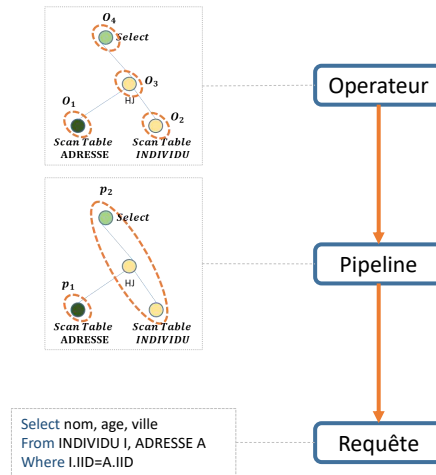 O4
Select
O3
HJ
O1
O2
Scan Table
ADRESSE
Scan Table
INDIVIDU
Operateur
p2
Select
HJ
p1
Scan Table
ADRESSE
Scan Table
INDIVIDU
Pipeline
Select nom, age, ville
From INDIVIDU I, ADRESSE A
Where I.IID=A.IID
Requête